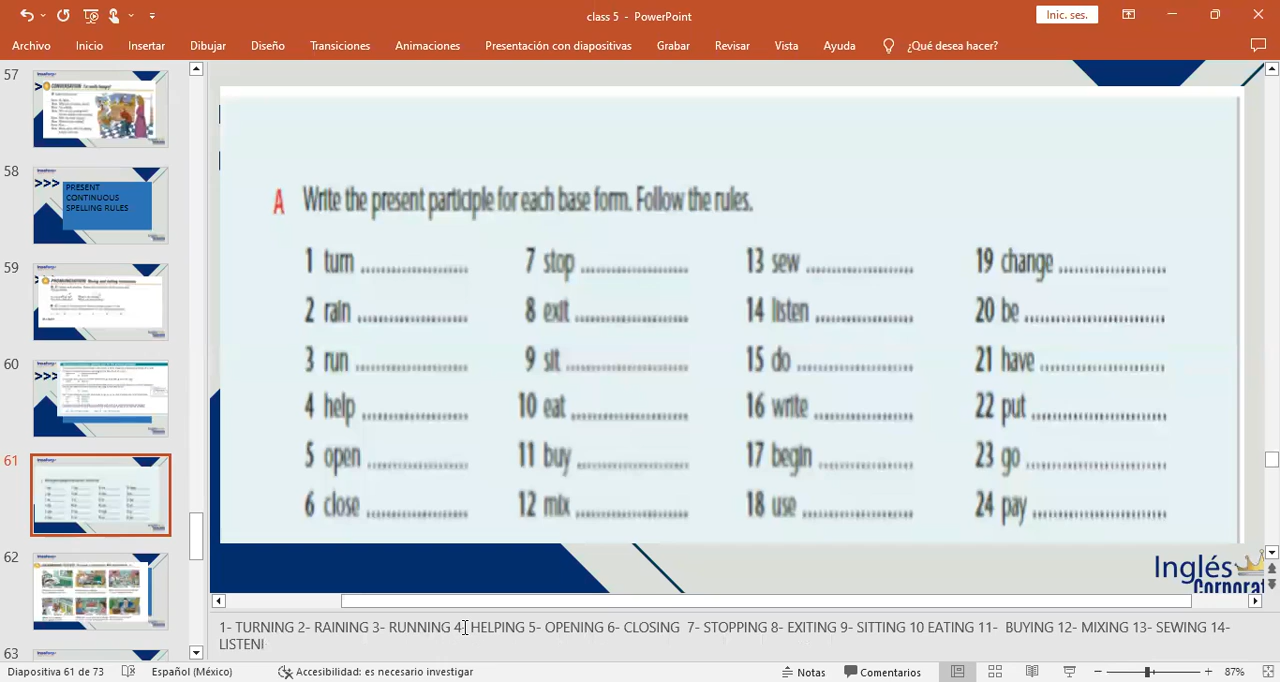 class 5 - PowerPoint
Inic. ses.
Archivo Inicio Insertar Dibujar Diseño Transiciones Animaciones Presentación con diapositivas Grabar Revisar Vista Ayuda ¿Qué desea hacer?
57
58
PRESENT
CONTINUOUS
SPELLING RULES
59
60
61
62
63
A Write the present participle for each base form. Follow the rules.
1 turn .................. 7 stop .................. 13 sew .................. 19 change ..................
2 rain .................. 8 exit .................. 14 listen .................. 20 be ..................
3 run .................. 9 sit .................. 15 do .................. 21 have ..................
4 help .................. 10 eat .................. 16 write .................. 22 put ..................
5 open .................. 11 buy .................. 17 begin .................. 23 go ..................
6 close .................. 12 mix .................. 18 use .................. 24 pay ..................
Inglés
Corporat
1- TURNING 2- RAINING 3- RUNNING 4- HELPING 5- OPENING 6- CLOSING 7- STOPPING 8- EXITING 9- SITTING 10 EATING 11- BUYING 12- MIXING 13- SEWING 14-
LISTENI
Diapositiva 61 de 73 Español (México) Accesibilidad: es necesario investigar Notas Comentarios 87%